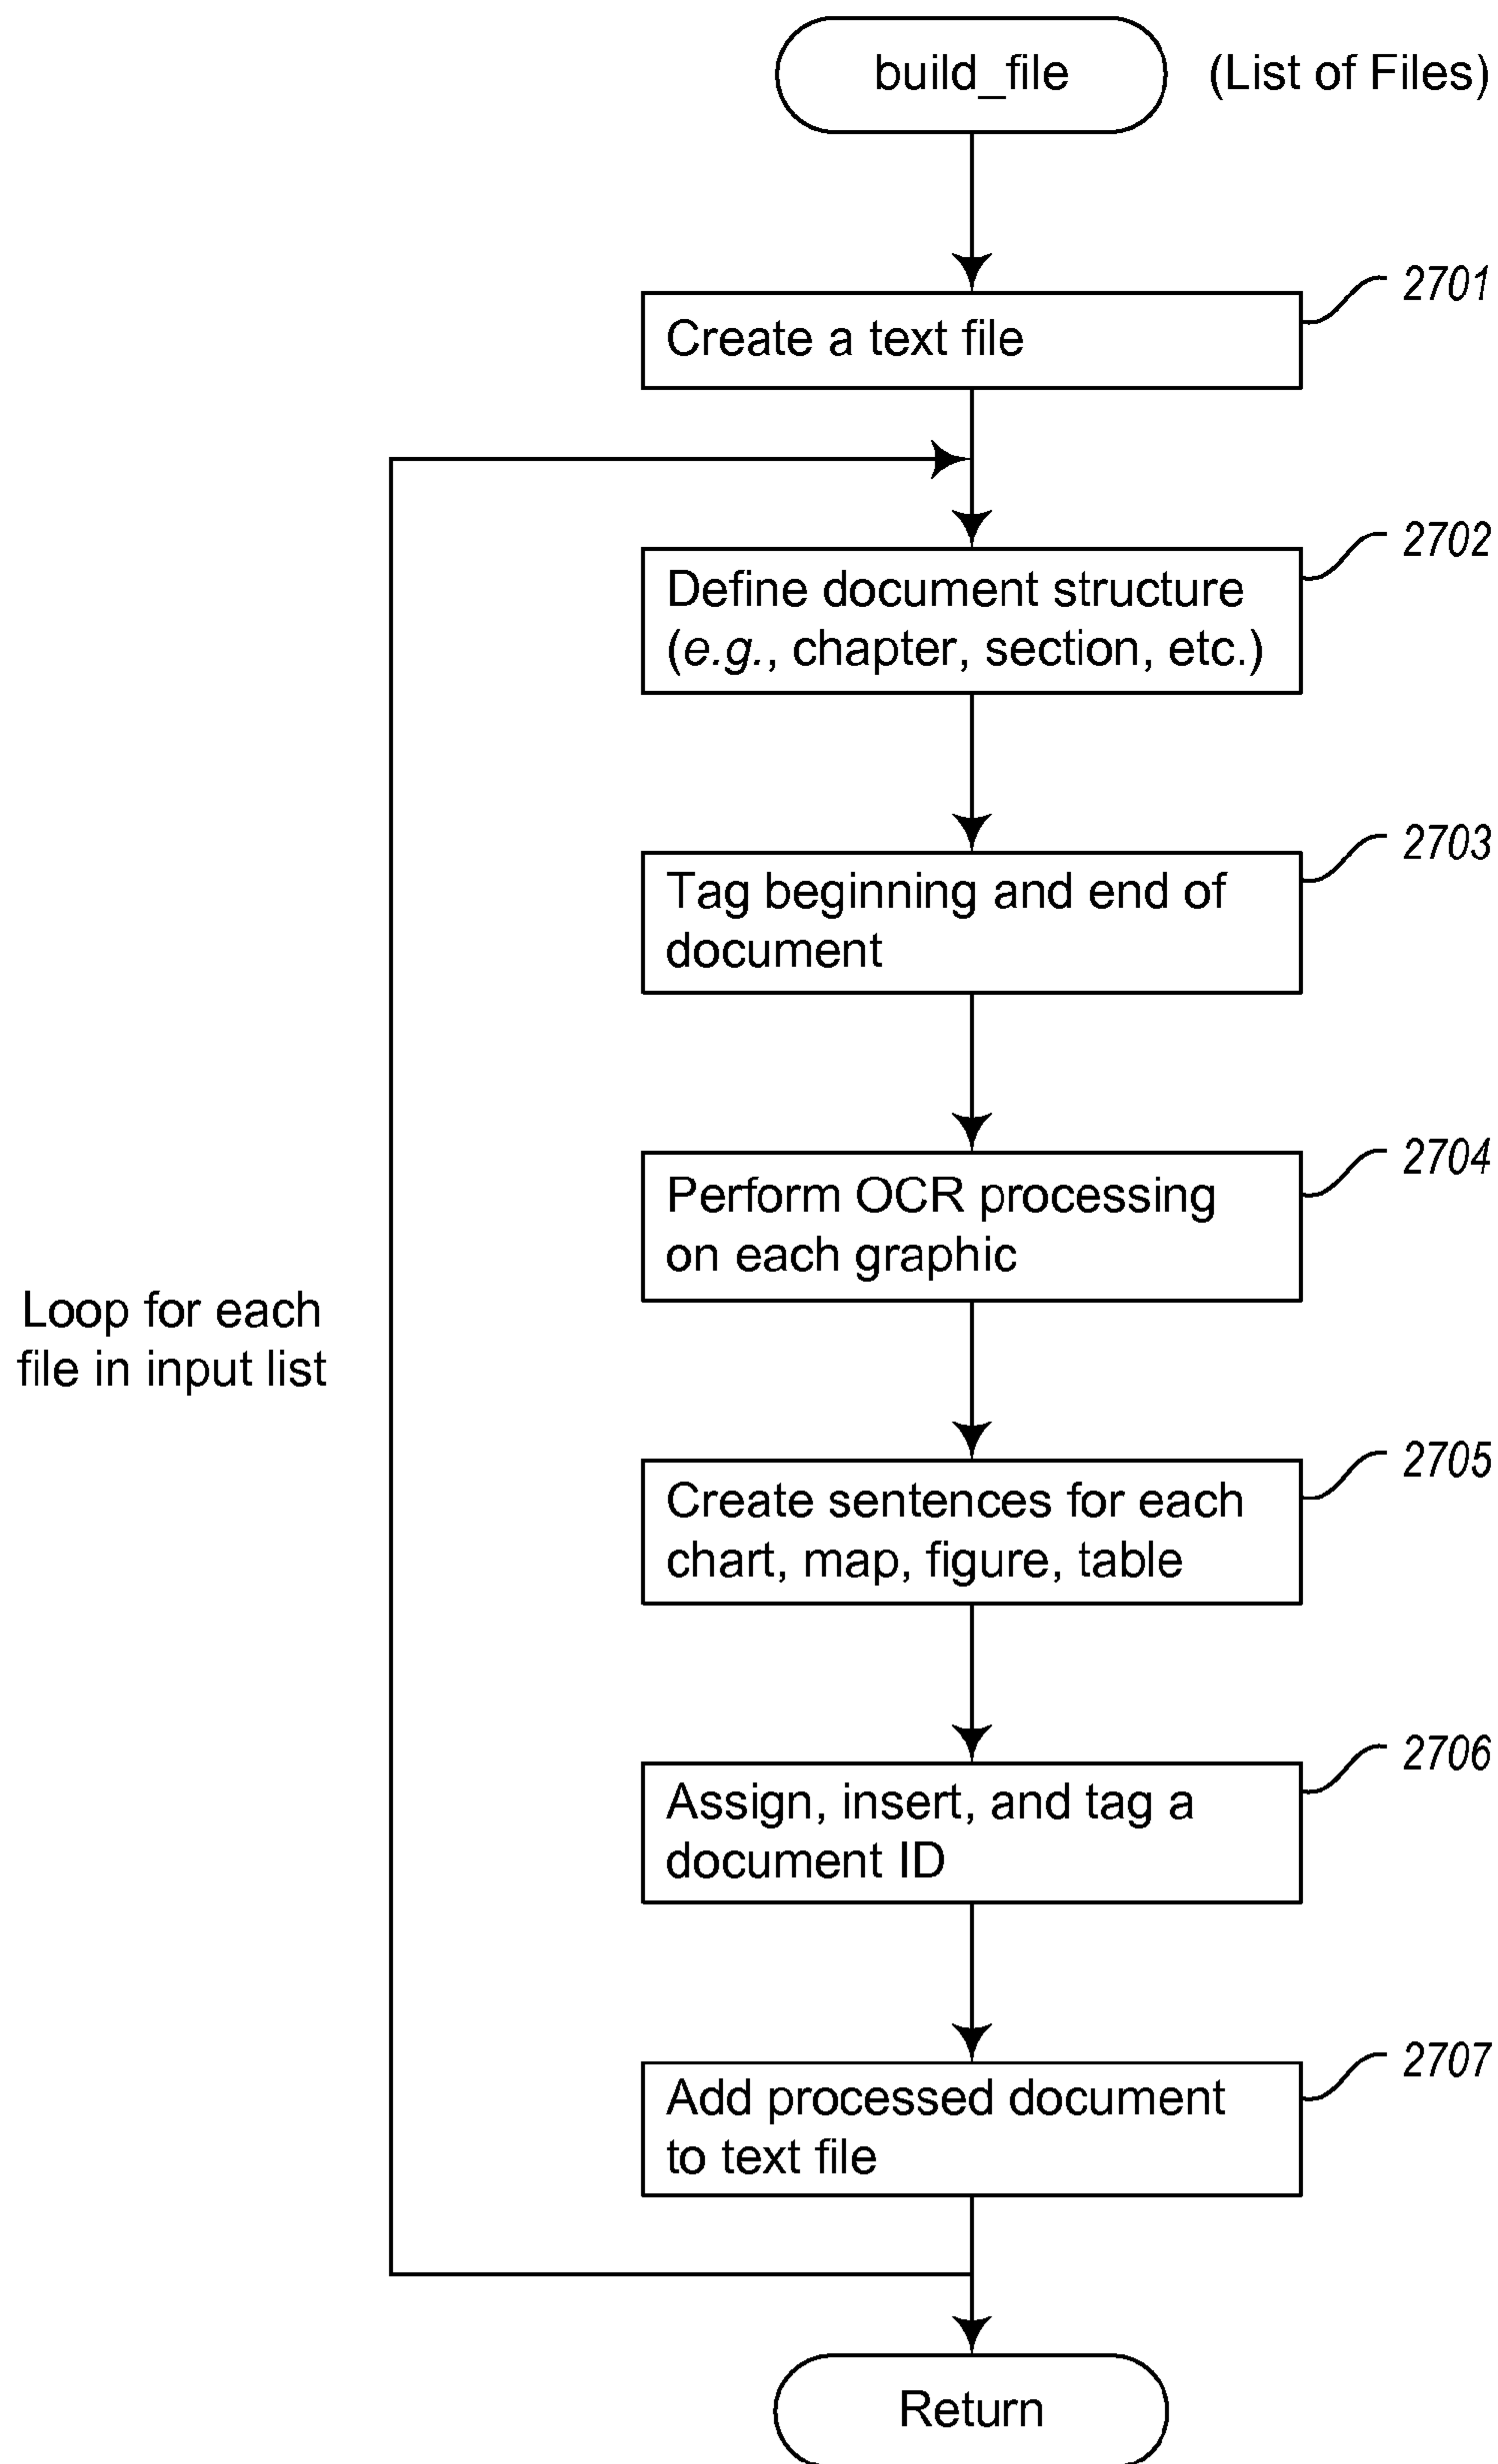 build_file (List of Files)
2701
Create a text file
2702
Define document structure
(e.g., chapter, section, etc.)
2703
Tag beginning and end of
document
2704
Perform OCR processing
on each graphic
Loop for each
file in input list
2705
Create sentences for each
chart, map, figure, table
2706
Assign, insert, and tag a
document ID
2707
Add processed document
to text file
Return